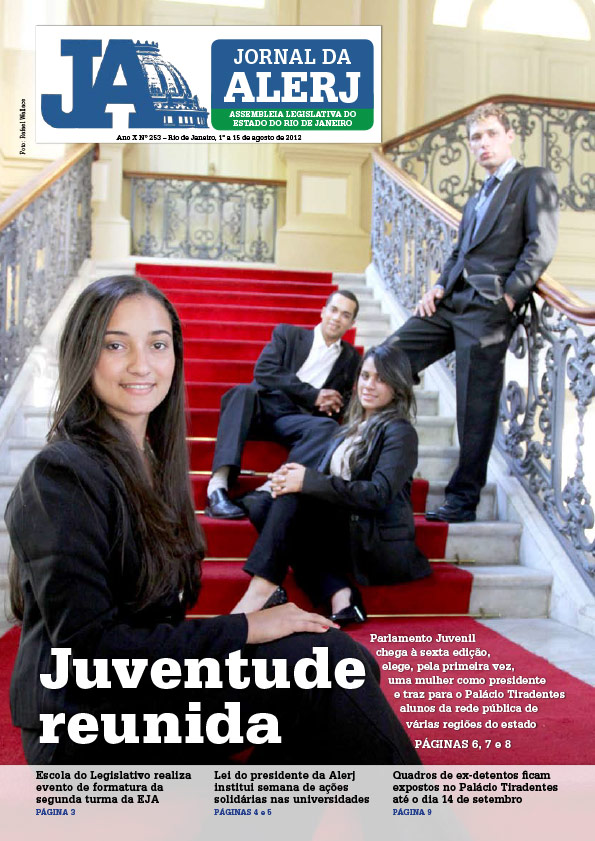 JA
JORNAL DA
ALERJ
ASSEMBLEIA LEGISLATIVA DO
ESTADO DO RIO DE JANEIRO
Ano X N° 253 – Rio de Janeiro, 1° a 15 de agosto de 2012
Foto: Rafael Wallace
Juventude
reunida
Parlamento Juvenil
chega à sexta edição,
elege, pela primeira vez,
uma mulher como presidente
e traz para o Palácio Tiradentes
alunos da rede pública de
várias regiões do estado
PÁGINAS 6, 7 e 8
Escola do Legislativo realiza
evento de formatura da
segunda turma da EJA
PÁGINA 3
Lei do presidente da Alerj
institui semana de ações
solidárias nas universidades
PÁGINAS 4 e 5
Quadros de ex-detentos ficam
expostos no Palácio Tiradentes
até o dia 14 de setembro
PÁGINA 9